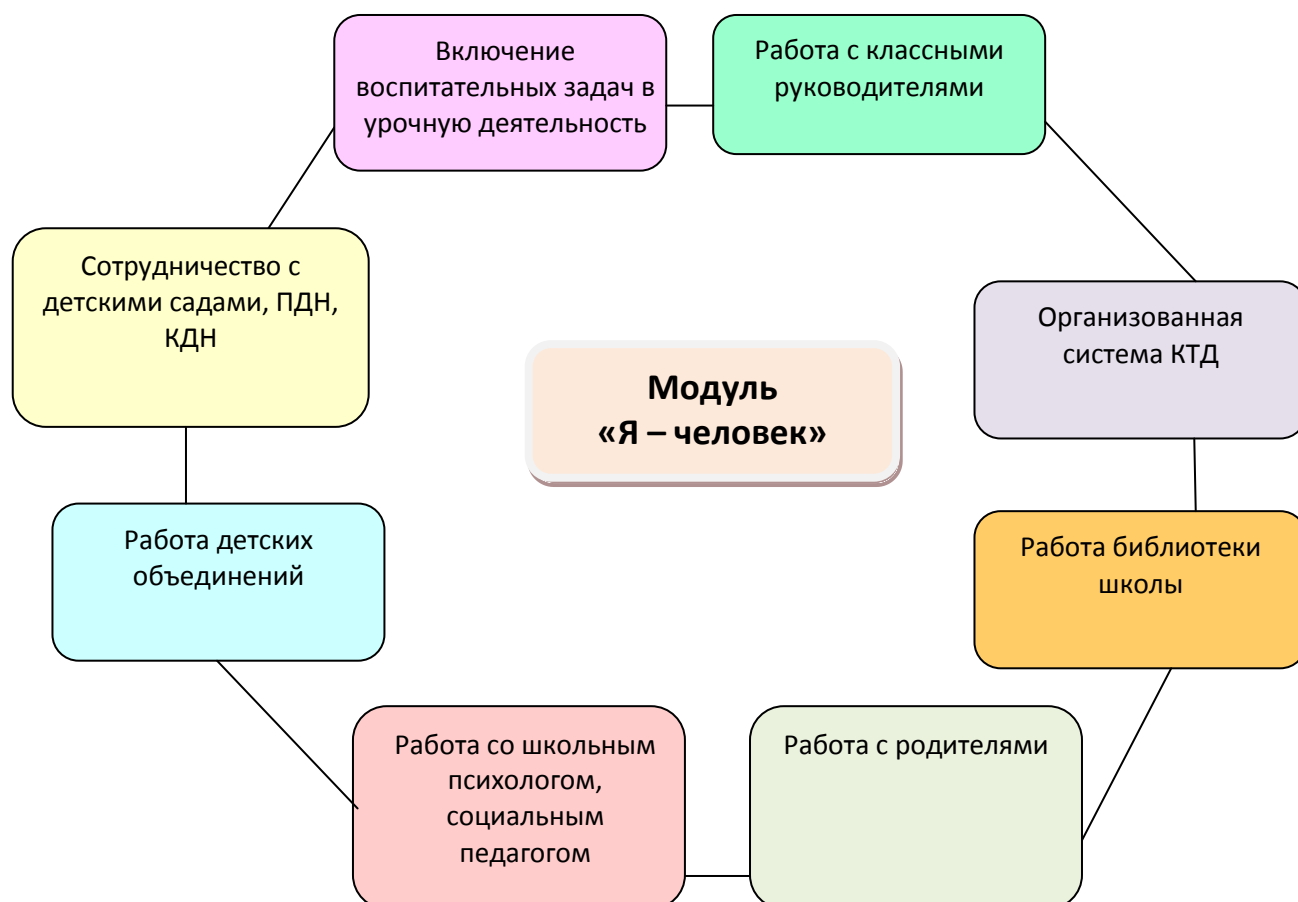 Включение
воспитательных задач в
урочную деятельность
Работа с классными
руководителями
Сотрудничество с
детскими садами, ПДН,
КДН
Организованная
система КТД
Модуль
«Я – человек»
Работа детских
объединений
Работа библиотеки
школы
Работа со школьным
психологом,
социальным
педагогом
Работа с родителями